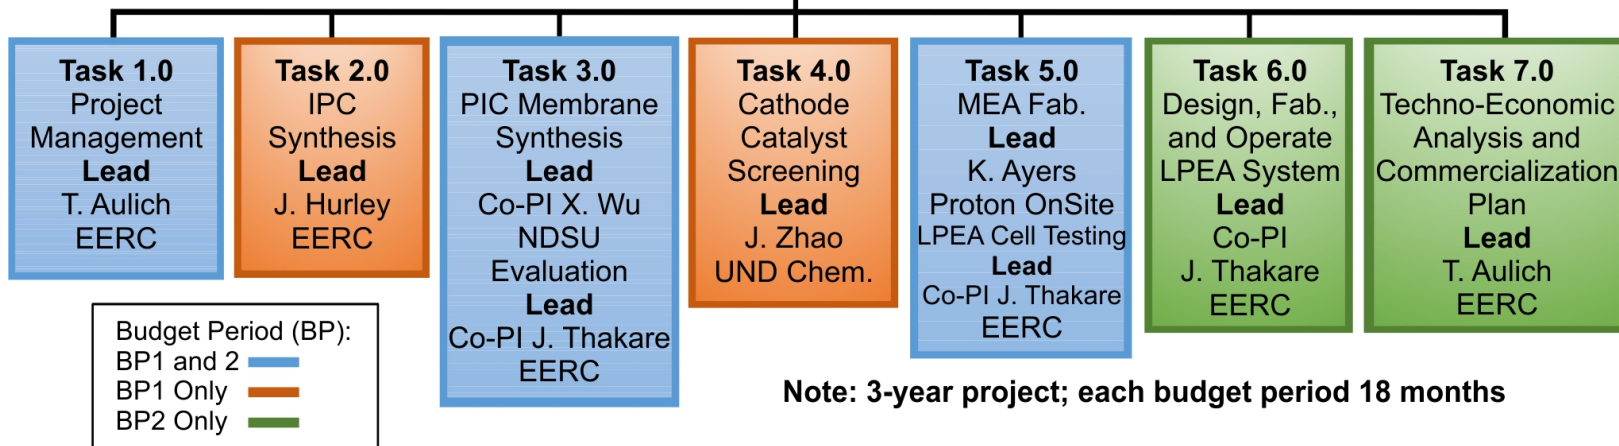 Task 1.0
Project
Management
Lead
T. Aulich
EERC
Task 2.0
IPC
Synthesis
Lead
J. Hurley
EERC
Task 3.0
PIC Membrane
Synthesis
Lead
Co-PI X. Wu
NDSU
Evaluation
Lead
Co-PI J. Thakare
EERC
Task 4.0
Cathode
Catalyst
Screening
Lead
J. Zhao
UND Chem.
Task 5.0
MEA Fab.
Lead
K. Ayers
Proton OnSite
LPEA Cell Testing
Lead
Co-PI J. Thakare
EERC
Task 6.0
Design, Fab.,
and Operate
LPEA System
Lead
Co-PI
J. Thakare
EERC
Task 7.0
Techno-Economic
Analysis and
Commercialization
Plan
Lead
T. Aulich
EERC
Budget Period (BP):
BP1 and 2
BP1 Only
BP2 Only
Note: 3-year project; each budget period 18 months